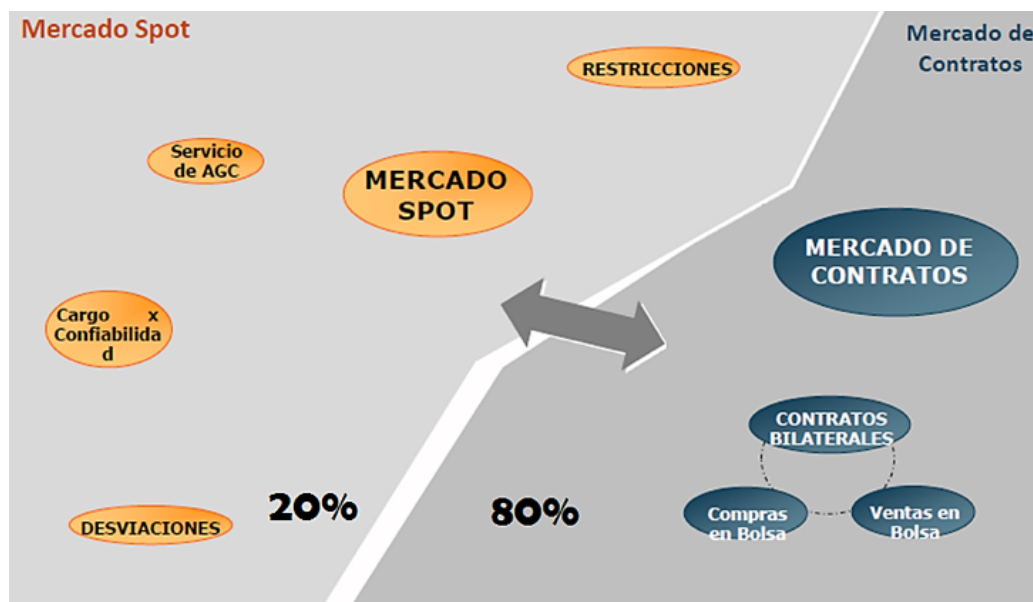 Mercado Spot
Mercado de
Contratos
RESTRICCIONES
Servicio
de AGC
MERCADO
SPOT
MERCADO DE
CONTRATOS
Cargo x
Confiabilida
d
CONTRATOS
BILATERALES
20%
80%
DESVIACIONES
Compras
en Bolsa
Ventas en
Bolsa